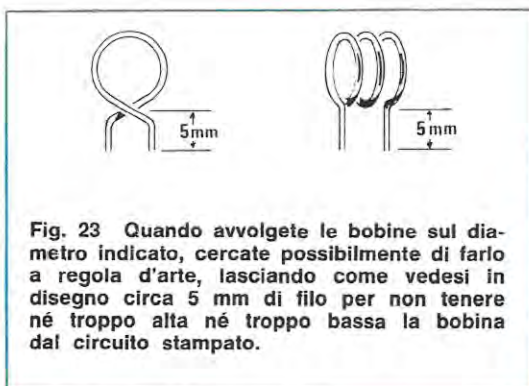 5mm
5mm
Fig. 23 Quando avvolgete le bobine sul dia-
metro indicato, cercate possibilmente di farlo
a regola d'arte, lasciando come vedesi in
disegno circa 5 mm di filo per non tenere
né troppo alta né troppo bassa la bobina
dal circuito stampato.